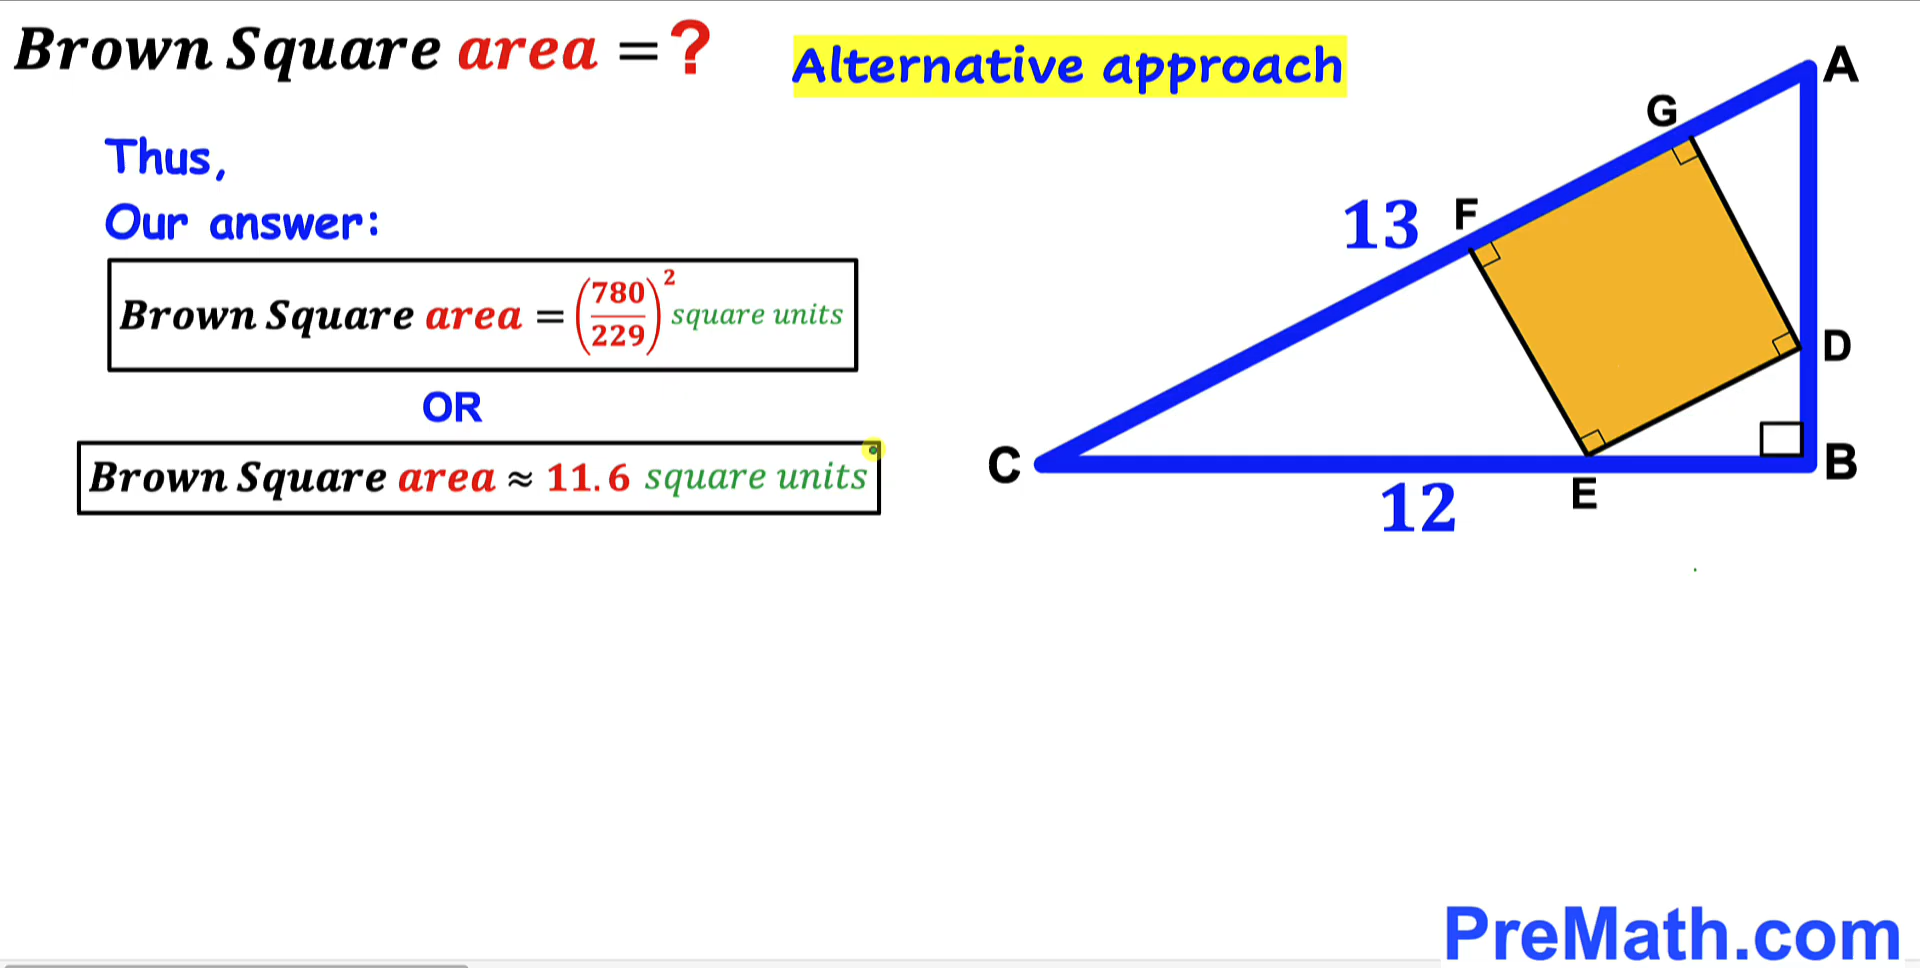 Brown Square area = ?
Alternative approach
Thus,
Our answer:
Brown Square area = (780/229)² square units
OR
Brown Square area ≈ 11.6 square units
A
G
13
F
D
C
B
12
E
PreMath.com